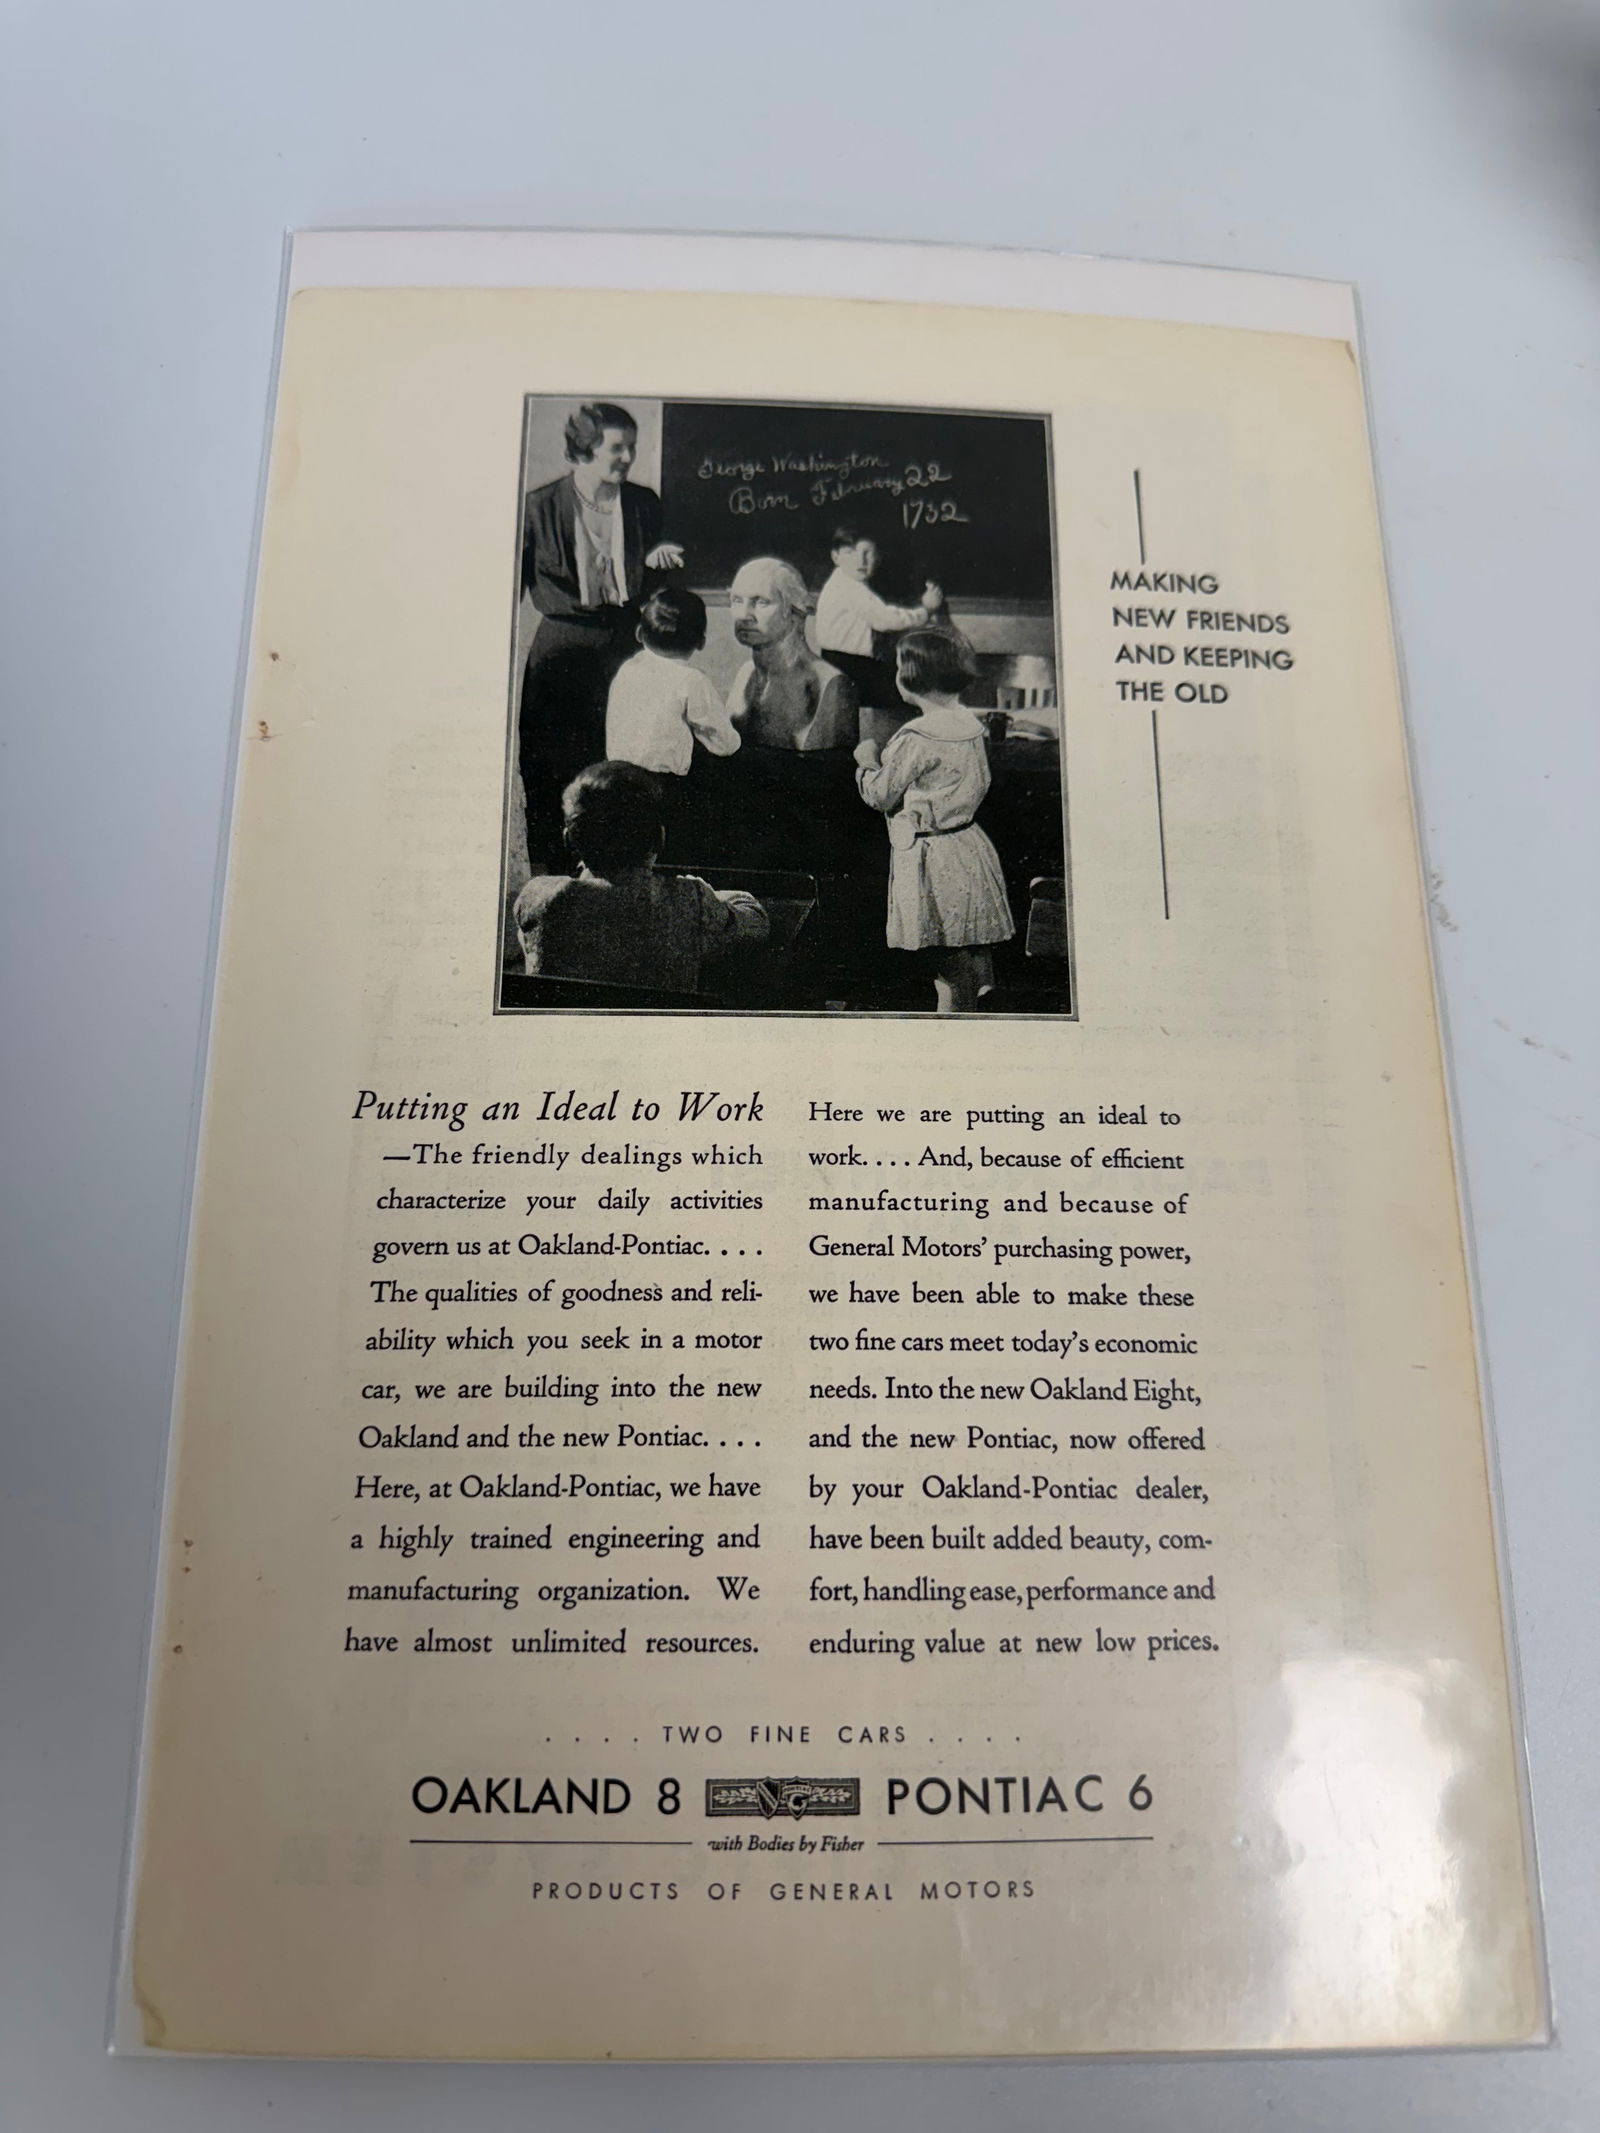 George Washington
Born February 22
1732
MAKING
NEW FRIENDS
AND KEEPING
THE OLD
Putting an Ideal to Work
—The friendly dealings which
characterize your daily activities
govern us at Oakland-Pontiac. . . .
The qualities of goodness and reli-
ability which you seek in a motor
car, we are building into the new
Oakland and the new Pontiac. . . .
Here, at Oakland-Pontiac, we have
a highly trained engineering and
manufacturing organization. We
have almost unlimited resources.
Here we are putting an ideal to
work. . . . And, because of efficient
manufacturing and because of
General Motors’ purchasing power,
we have been able to make these
two fine cars meet today’s economic
needs. Into the new Oakland Eight,
and the new Pontiac, now offered
by your Oakland-Pontiac dealer,
have been built added beauty, com-
fort, handling ease, performance and
enduring value at new low prices.
. . . . TWO FINE CARS . . . .
OAKLAND 8 PONTIAC PONTIAC 6
with Bodies by Fisher
PRODUCTS OF GENERAL MOTORS